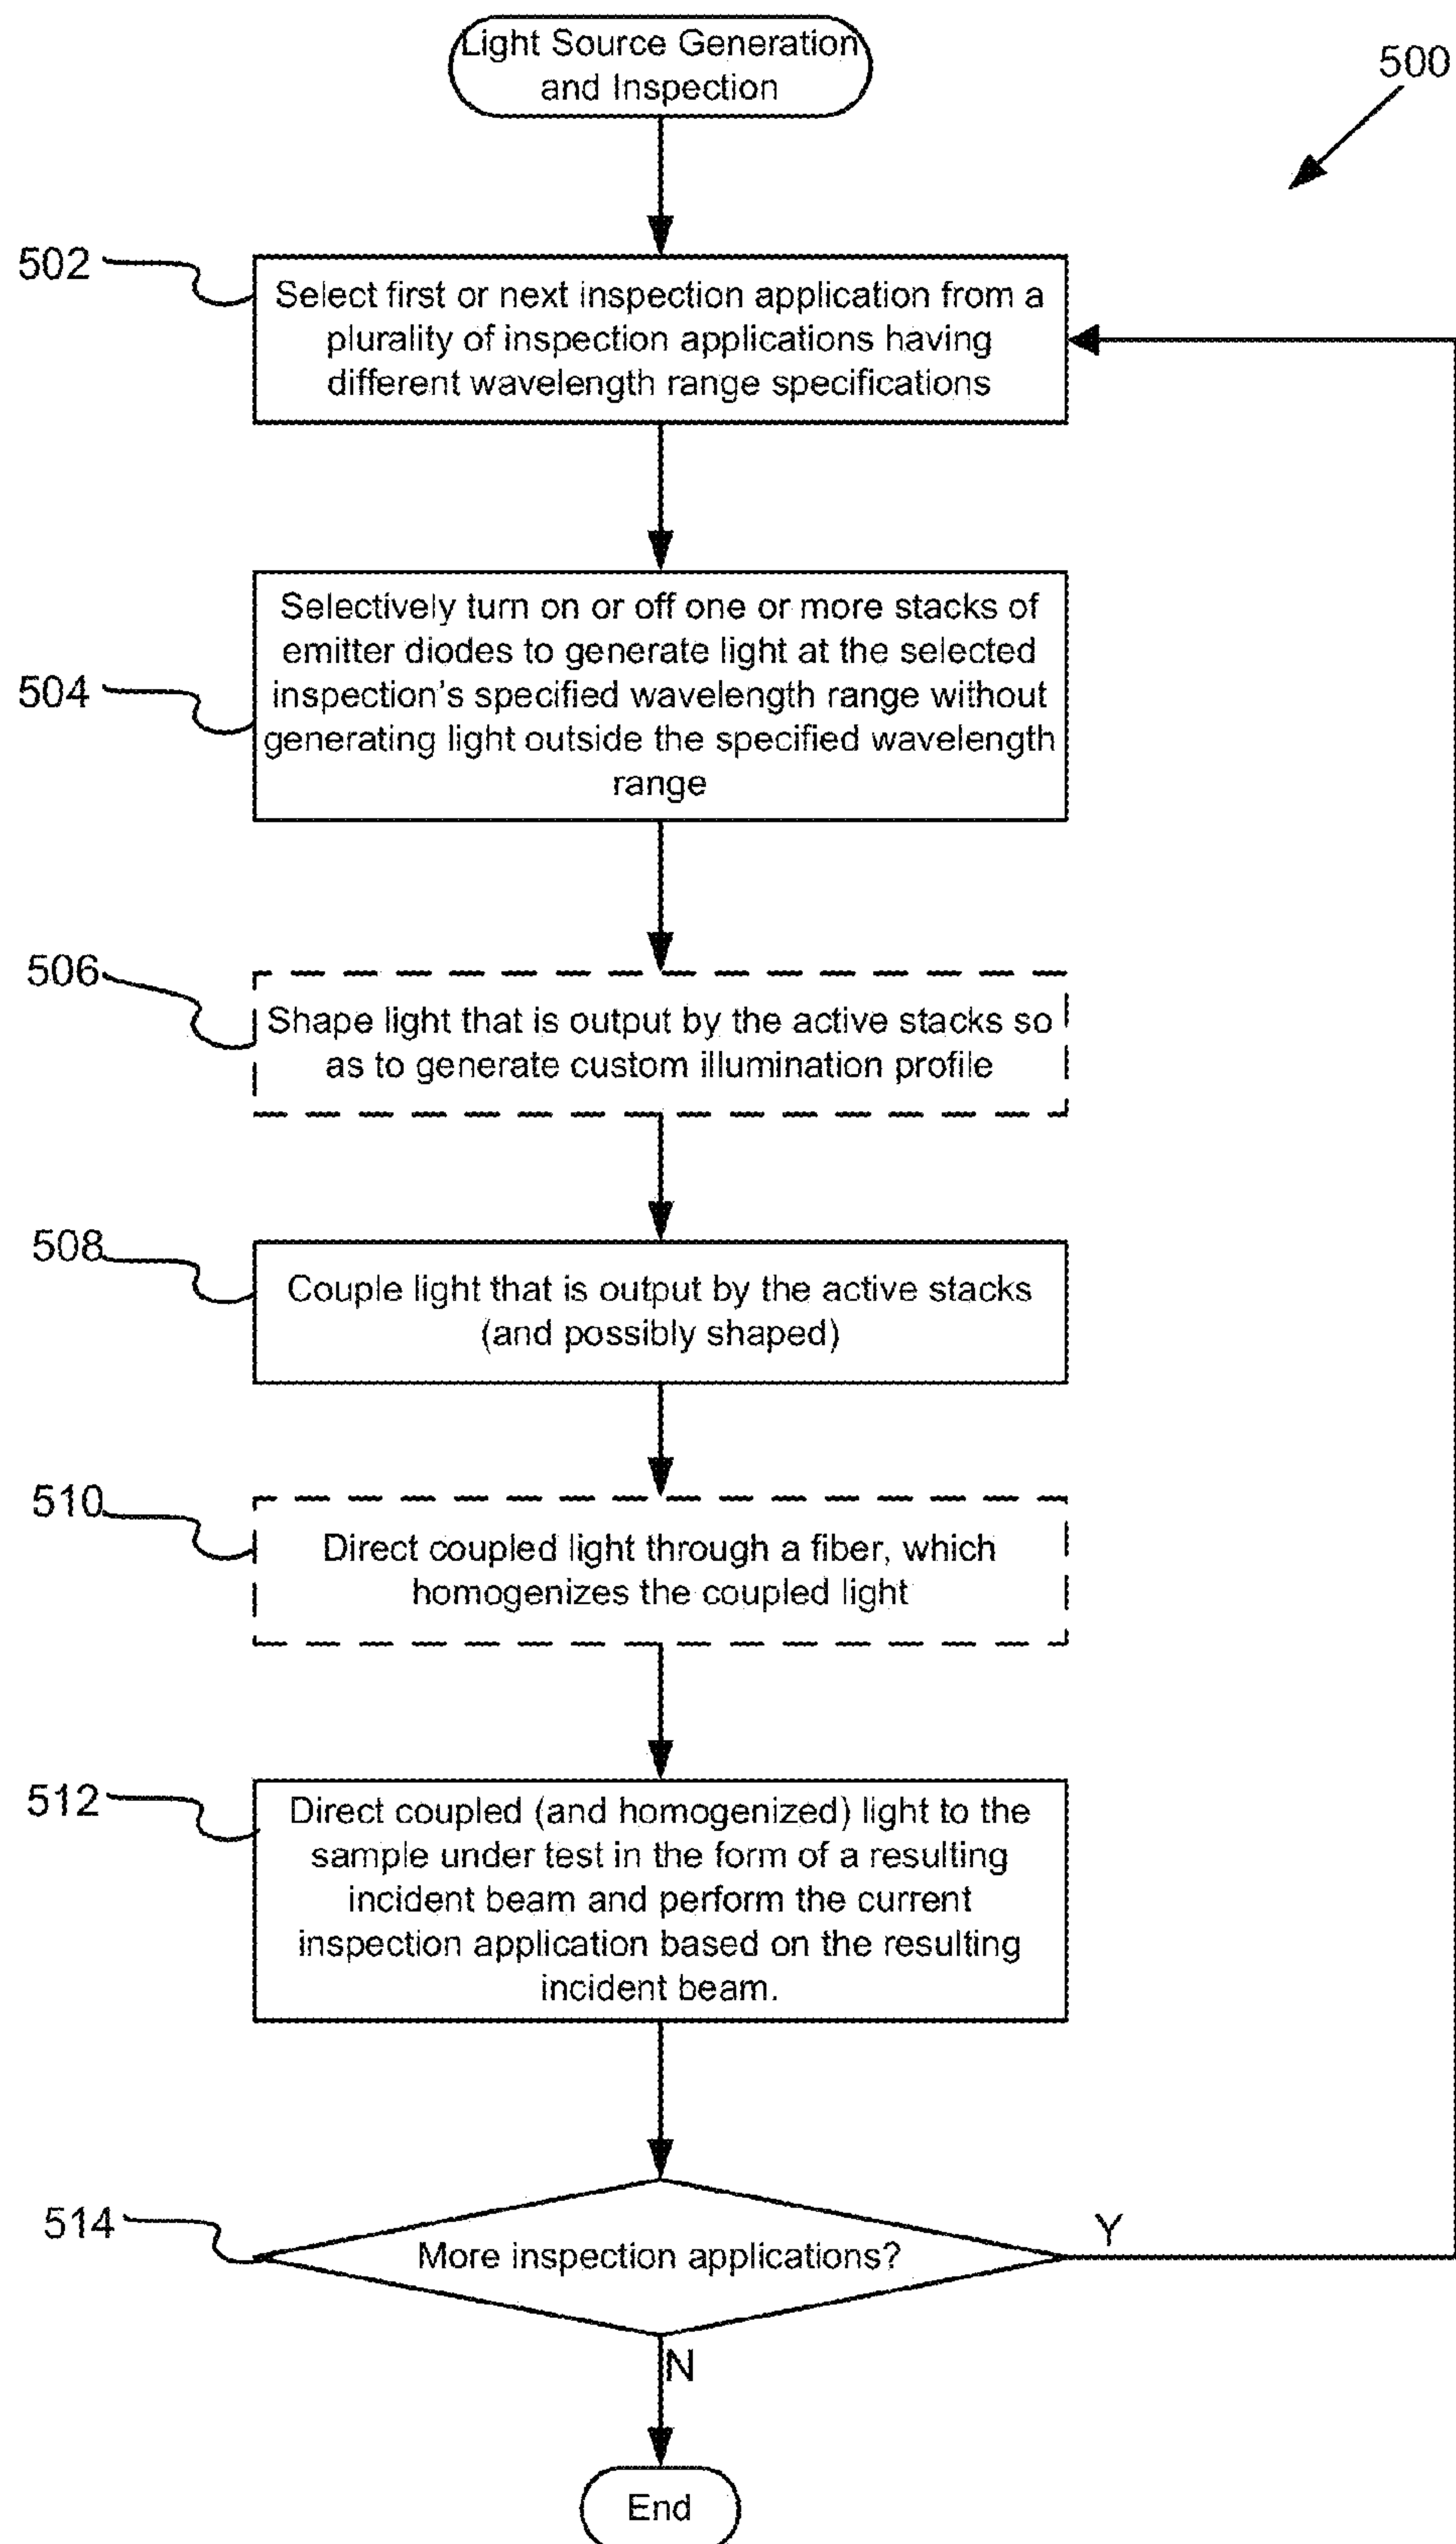 Light Source Generation
and Inspection
500
502
Select first or next inspection application from a
plurality of inspection applications having
different wavelength range specifications
504
Selectively turn on or off one or more stacks of
emitter diodes to generate light at the selected
inspection's specified wavelength range without
generating light outside the specified wavelength
range
506
Shape light that is output by the active stacks so
as to generate custom illumination profile
508
Couple light that is output by the active stacks
(and possibly shaped)
510
Direct coupled light through a fiber, which
homogenizes the coupled light
512
Direct coupled (and homogenized) light to the
sample under test in the form of a resulting
incident beam and perform the current
inspection application based on the resulting
incident beam.
514
More inspection applications?
Y
N
End